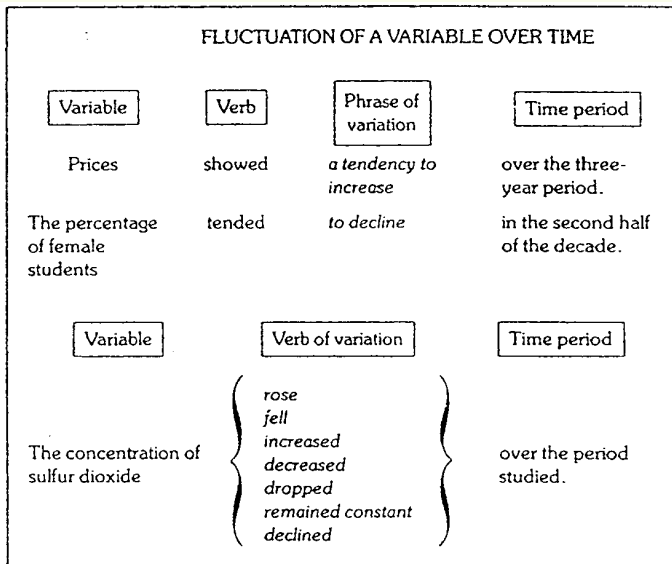 FLUCTUATION OF A VARIABLE OVER TIME
Variable Verb Phrase of variation Time period
Prices showed a tendency to over the three-
increase year period.
The percentage tended to decline in the second half
of female of the decade.
students
Variable Verb of variation Time period
rose
fell
increased
The concentration of decreased over the period
sulfur dioxide dropped studied.
remained constant
declined